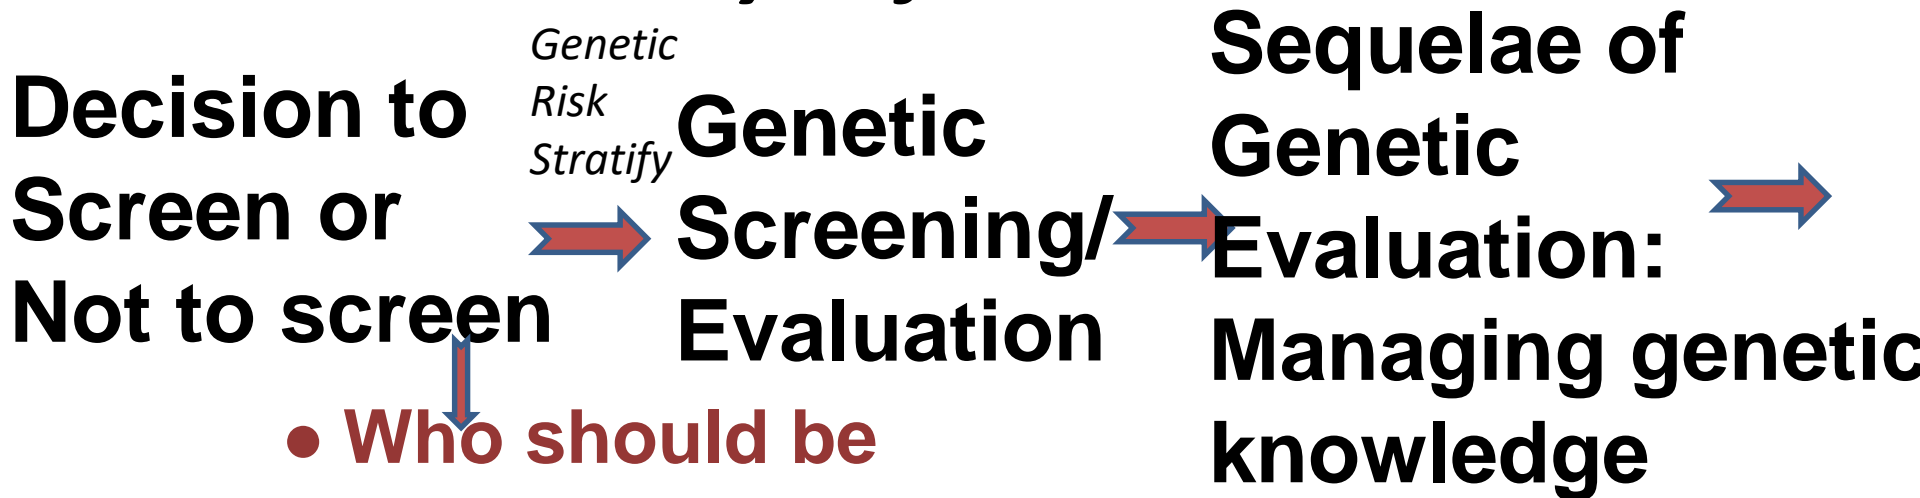 Decision to
Screen or
Not to screen
Genetic
Risk
Stratify
Genetic
Screening/
Evaluation
Sequelae of
Genetic
Evaluation:
Managing genetic
knowledge
● Who should be